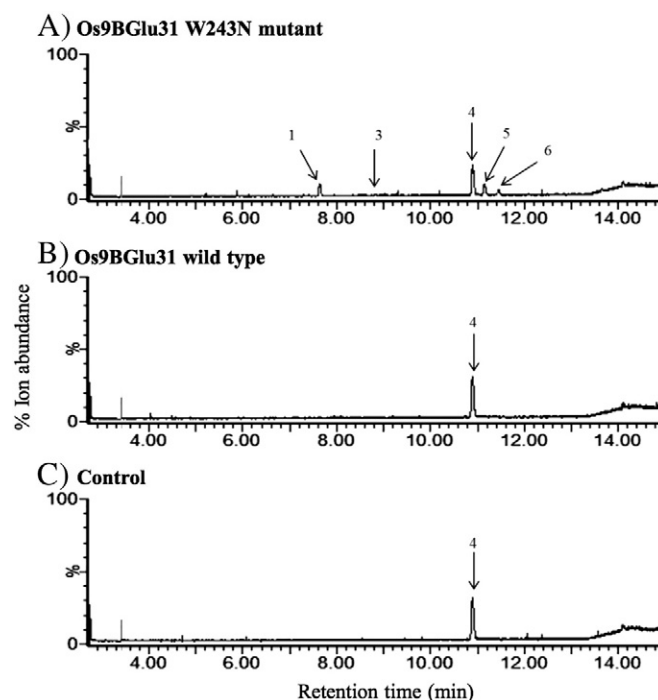 A) Os9BGlu31 W243N mutant
100
%
0
1
3
4
5
6
4.00 6.00 8.00 10.00 12.00 14.00
B) Os9BGlu31 wild type
100
%
0
4
4.00 6.00 8.00 10.00 12.00 14.00
% Ion abundance
C) Control
100
%
0
4
4.00 6.00 8.00 10.00 12.00 14.00
Retention time (min)